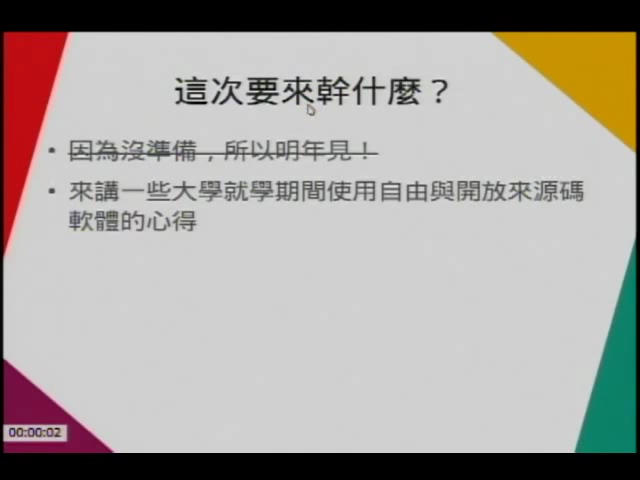 這次要來幹什麼？
• 因為沒準備，所以明年見！
• 來講一些大學就學期間使用自由與開放來源碼
軟體的心得
00:00:02